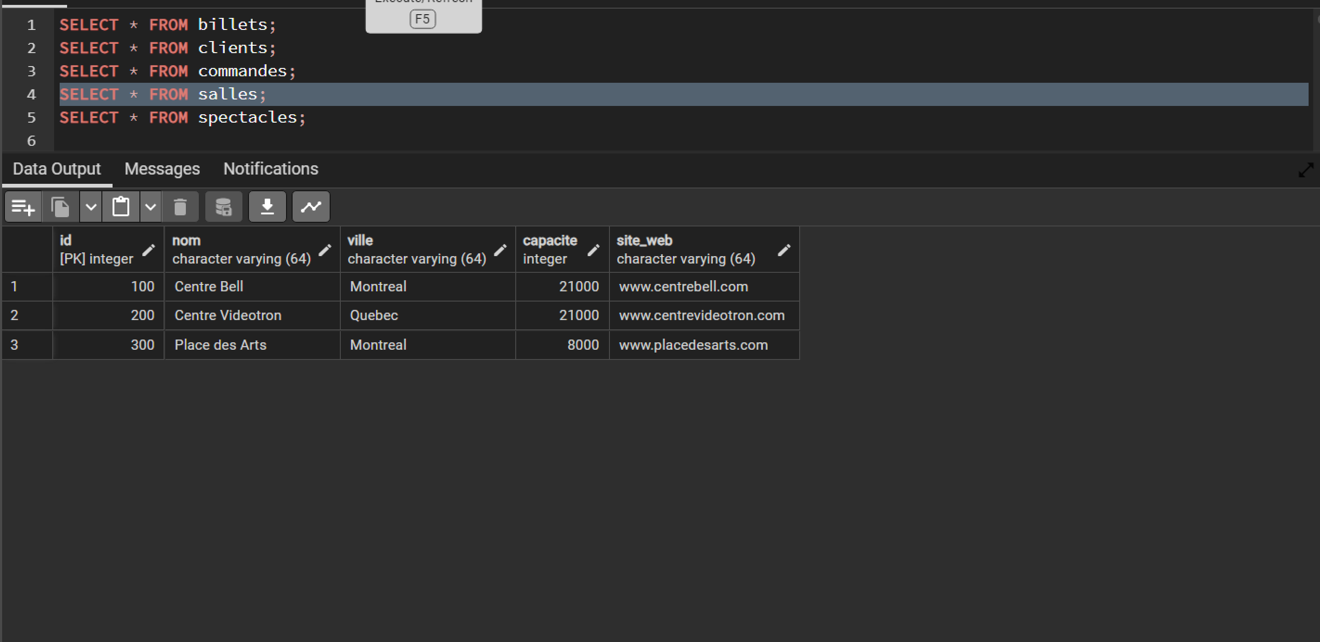 Execute/Refresh
F5
1 SELECT * FROM billets;
2 SELECT * FROM clients;
3 SELECT * FROM commandes;
4 SELECT * FROM salles;
5 SELECT * FROM spectacles;
6
Data Output Messages Notifications
id nom ville capacite site_web
[PK] integer character varying (64) character varying (64) integer character varying (64)
1 100 Centre Bell Montreal 21000 www.centrebell.com
2 200 Centre Videotron Quebec 21000 www.centrevideotron.com
3 300 Place des Arts Montreal 8000 www.placedesarts.com